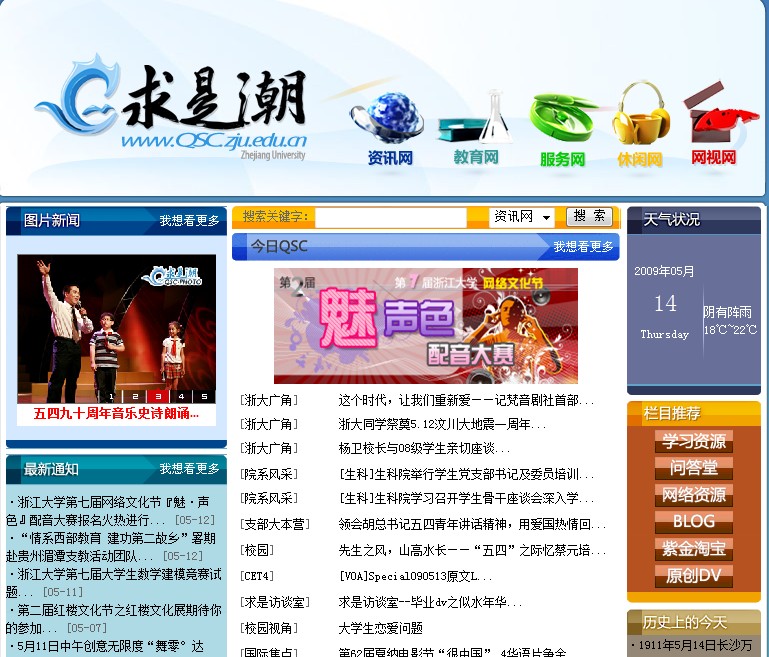 求是潮
www.QSC.zju.edu.cn
Zhejiang University
资讯网
教育网
服务网
休闲网
网视网
图片新闻
我想看更多
求是潮
QSC PHOTO
1 2 3 4 5
五四九十周年音乐史诗朗诵...
最新通知
我想看更多
·浙江大学第七届网络文化节『魅·声
色』配音大赛报名火热进行... [05-12]
·“情系西部教育 建功第二故乡”暑期
赴贵州湄潭支教活动团队... [05-12]
·浙江大学第七届大学生数学建模竞赛试
题... [05-11]
·第二届红楼文化节之红楼文化展期待你
的参加... [05-07]
·5月11日中午创意无限度“舞零”达
搜索关键字:
资讯网
搜 索
今日QSC
我想看更多
第2届
第7届浙江大学 网络文化节
魅声色
配音大赛
[浙大广角] 这个时代，让我们重新爱——记梵音剧社首部...
[浙大广角] 浙大同学祭莫5.12汶川大地震一周年...
[浙大广角] 杨卫校长与08级学生亲切座谈...
[院系风采] [生科]生科院举行学生党支部书记及委员培训...
[院系风采] [生科]生科院学习召开学生骨干座谈会深入学...
[支部大本营] 领会胡总书记五四青年讲话精神，用爱国热情回...
[校园] 先生之风，山高水长——“五四”之际忆蔡元培...
[CET4] [VOA]Special090513原文L...
[求是访谈室] 求是访谈室--毕业dv之似水年华...
[校园视角] 大学生恋爱问题
[国际焦点] 第62届戛纳电影节“很中国” 4华语片争金
天气状况
2009年05月
14
Thursday
阴有阵雨
18℃~22℃
栏目推荐
学习资源
问答堂
网络资源
BLOG
紫金淘宝
原创DV
历史上的今天
·1911年5月14日长沙万